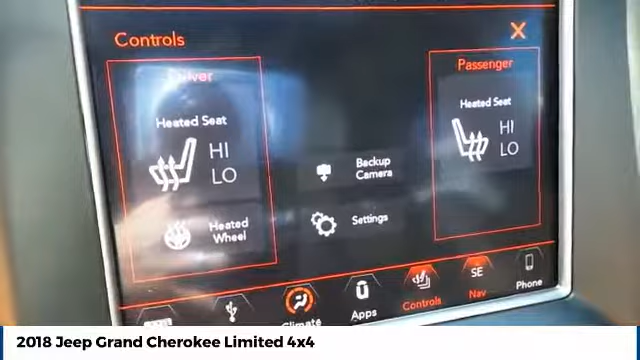 Controls
X
Driver
Passenger
Heated Seat
HI
LO
Heated Seat
HI
LO
Backup
Camera
Heated
Wheel
Settings
Climate
Apps
Controls
SE
Nav
Phone
2018 Jeep Grand Cherokee Limited 4x4